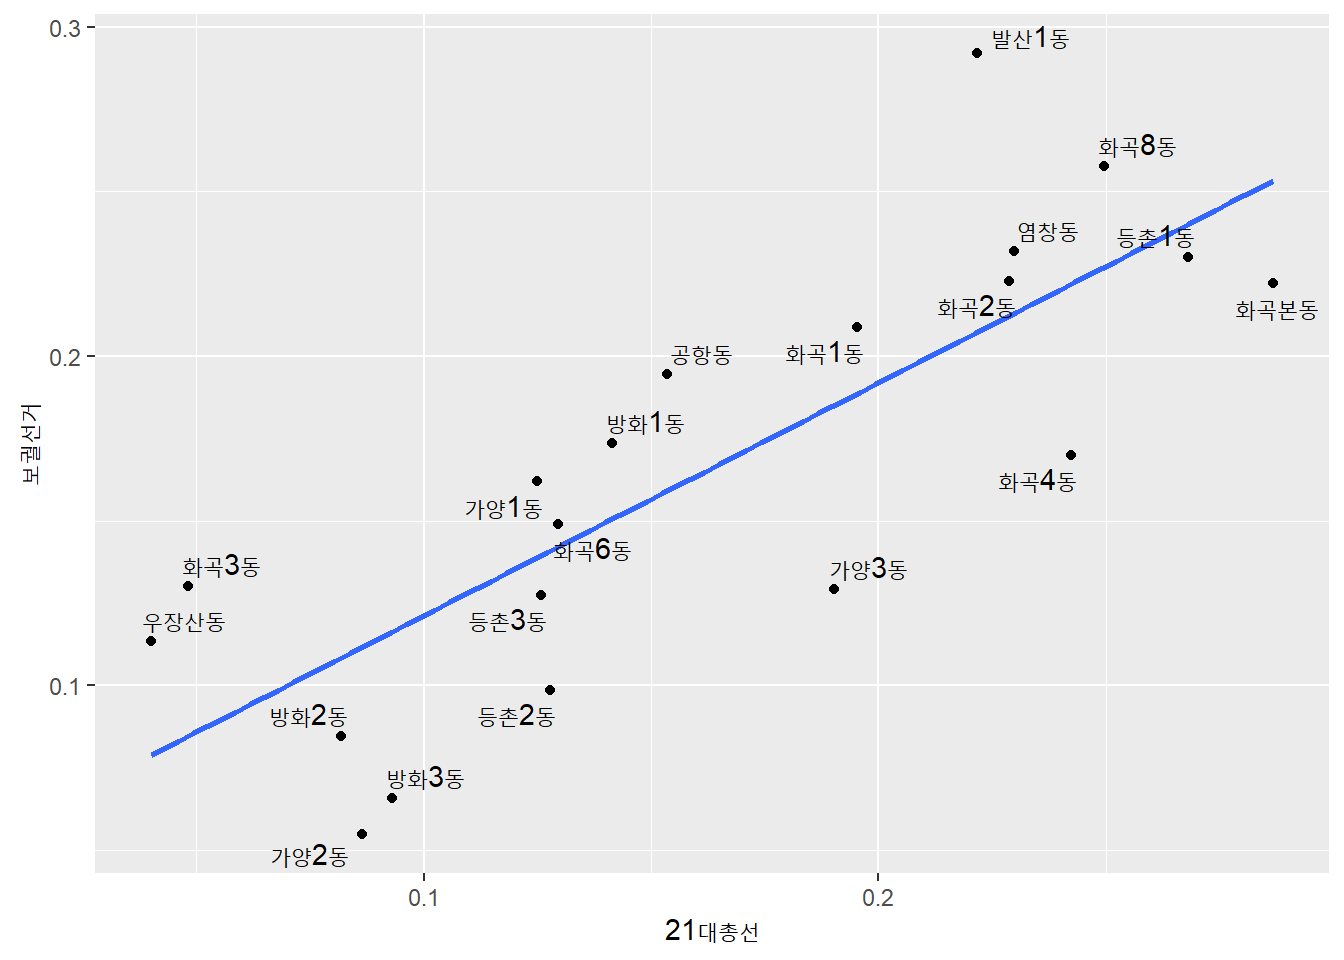 0.3
0.2
0.1
보궐선거
발산1동
화곡8동
염창동
등촌1동
화곡2동
화곡본동
화곡1동
공항동
방화1동
화곡4동
가양1동
화곡6동
화곡3동
가양3동
우장산동
등촌3동
방화2동
등촌2동
방화3동
가양2동
0.1
0.2
21대총선